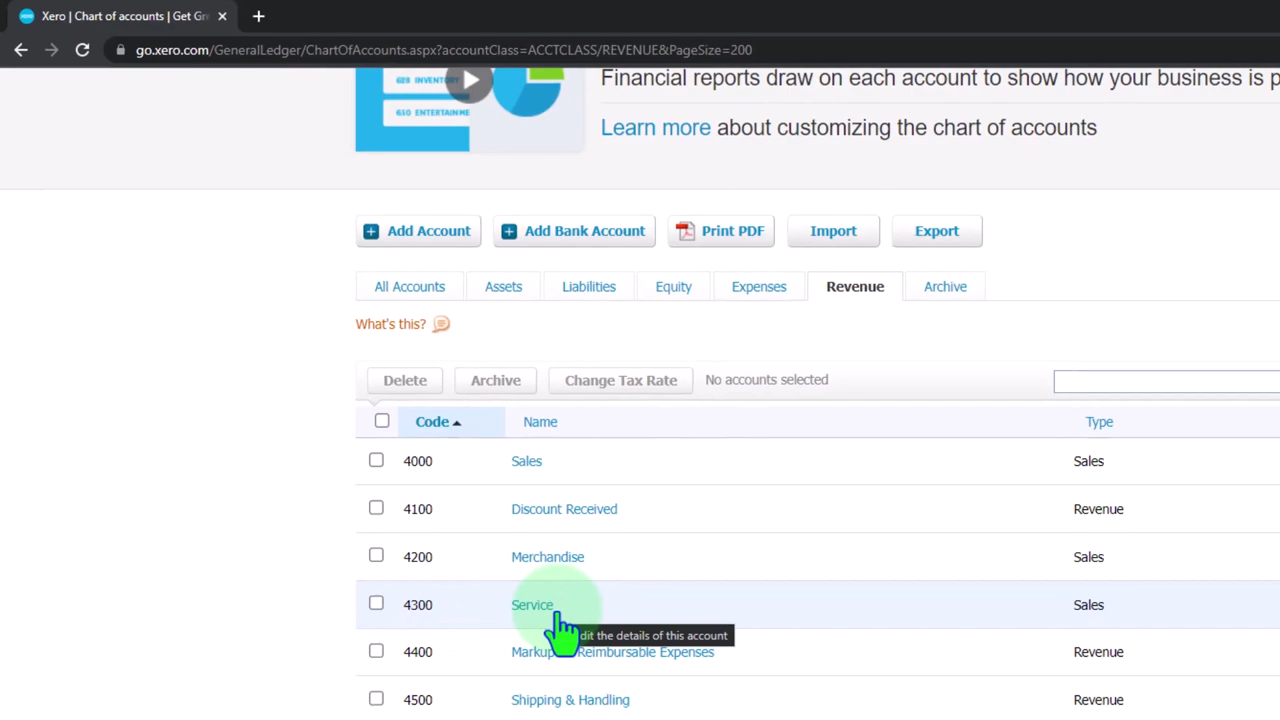 Xero | Chart of accounts | Get Gr
go.xero.com/GeneralLedger/ChartOfAccounts.aspx?accountClass=ACCTCLASS/REVENUE&PageSize=200
628 INVENTORY
610 ENTERTAINME
Financial reports draw on each account to show how your business is p
Learn more about customizing the chart of accounts
Add Account Add Bank Account Print PDF Import Export
All Accounts Assets Liabilities Equity Expenses Revenue Archive
What's this?
Delete Archive Change Tax Rate No accounts selected
Code Name Type
4000 Sales Sales
4100 Discount Received Revenue
4200 Merchandise Sales
4300 Service Sales
dit the details of this account
4400 Markup Reimbursable Expenses Revenue
4500 Shipping & Handling Revenue